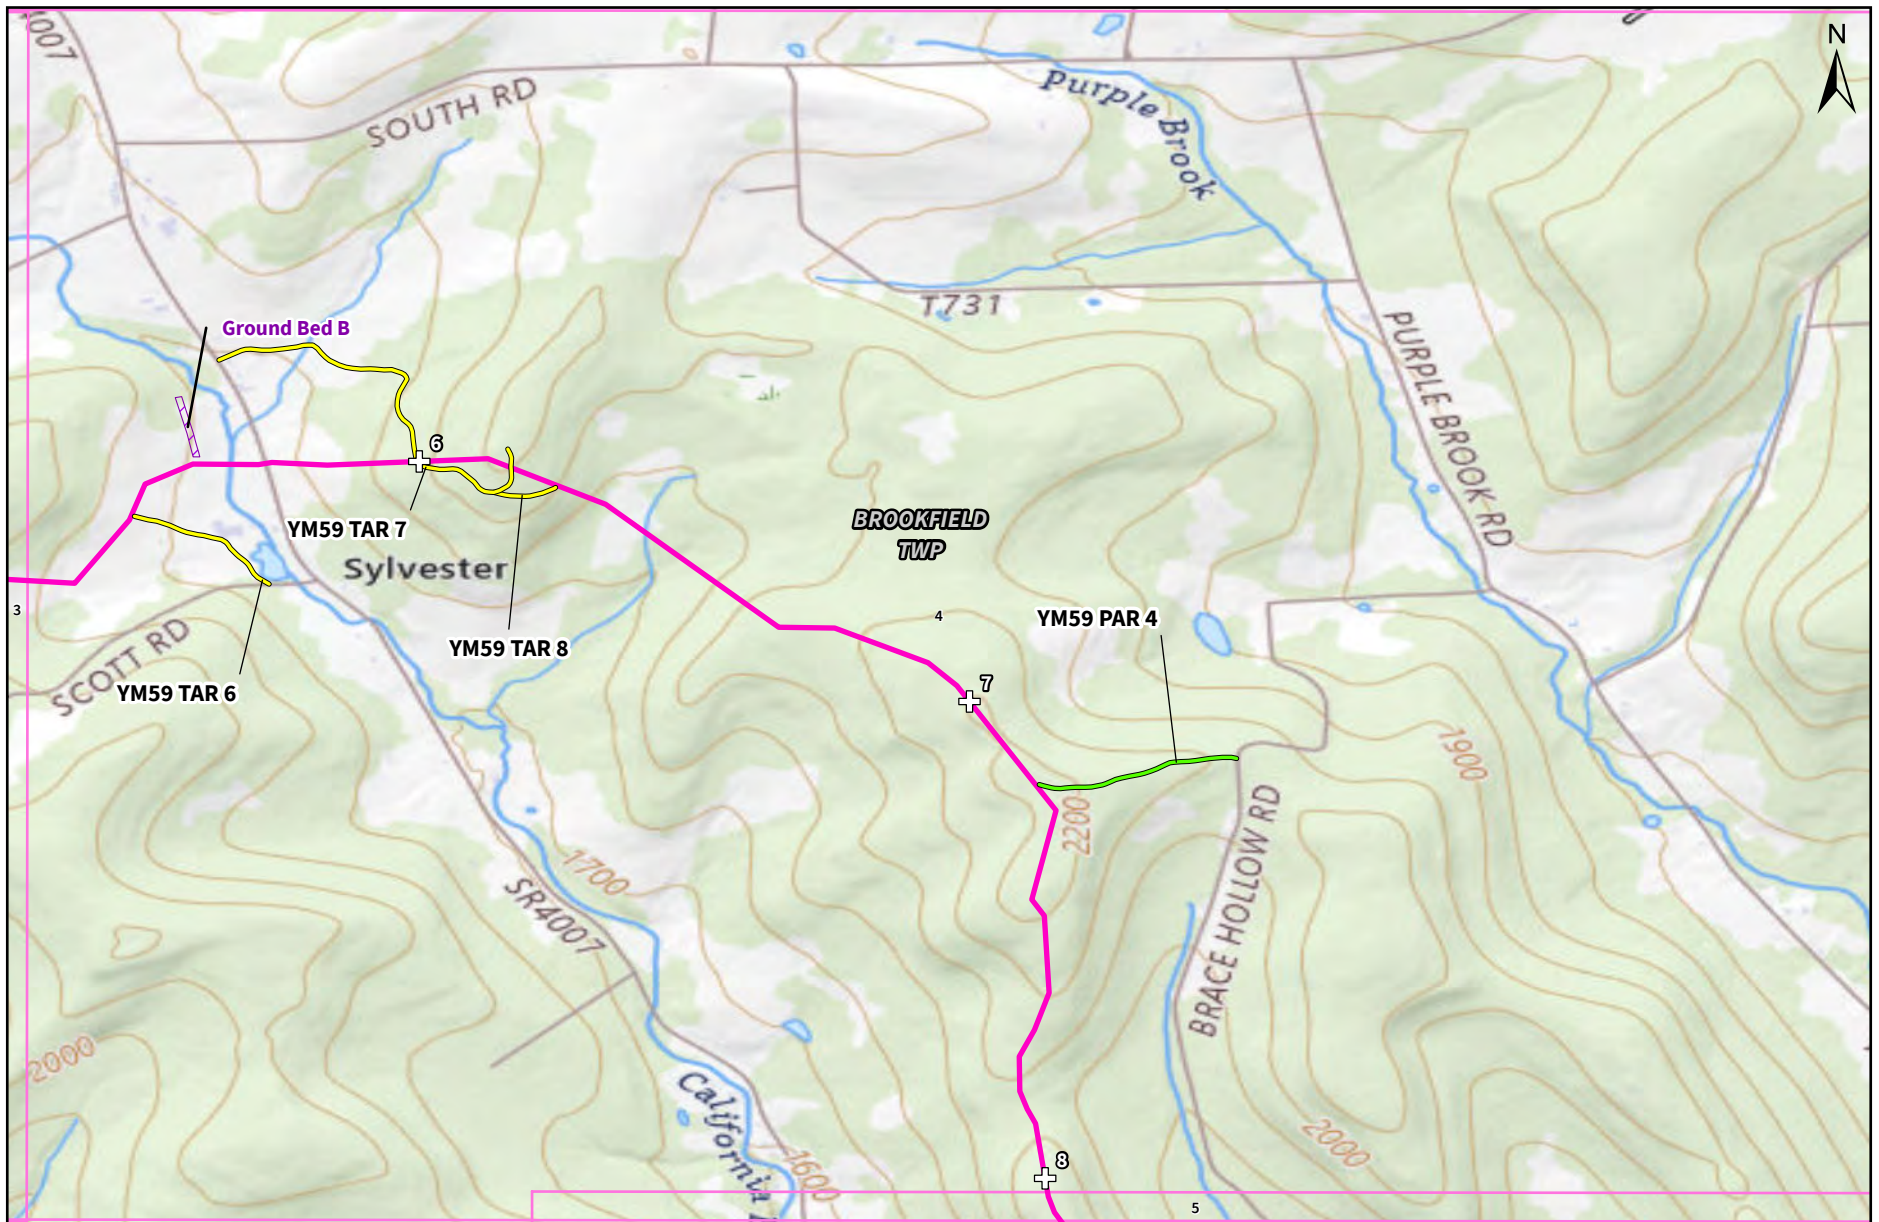 4007
N
SOUTH RD
Purple Brook
T731
Ground Bed B
PURPLE BROOK RD
6
BROOKFIELD
TWP
YM59 TAR 7
Sylvester
3
4
YM59 PAR 4
YM59 TAR 8
SCOTT RD
YM59 TAR 6
7
1900
2200
BRACE HOLLOW RD
1700
SR4007
2000
California
2000
1600
8
5